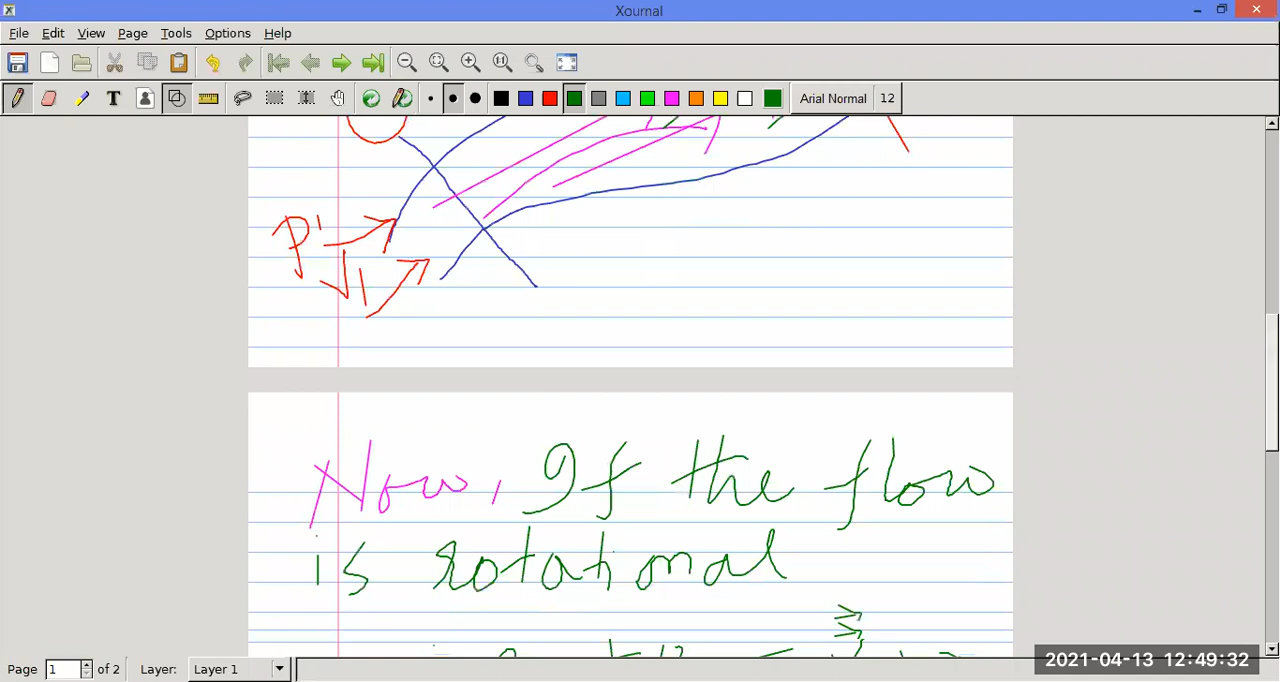 Xournal
File Edit View Page Tools Options Help
Arial Normal 12
P'
Now, If the flow
is rotational
Page 1 of 2 Layer: Layer 1
2021-04-13 12:49:32